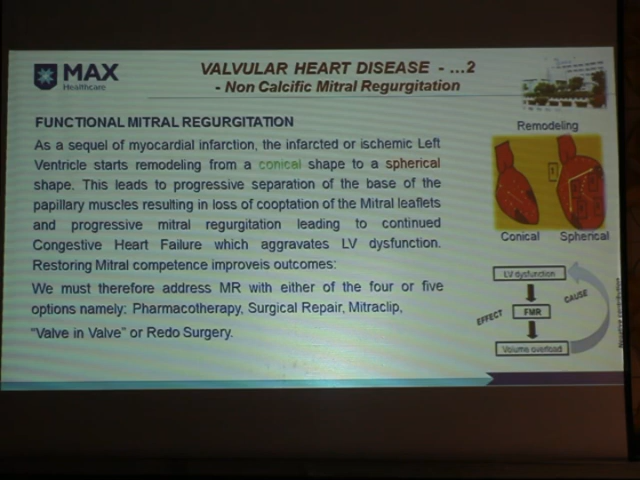 MAX
Healthcare
VALVULAR HEART DISEASE - ...2
- Non Calcific Mitral Regurgitation
FUNCTIONAL MITRAL REGURGITATION
As a sequel of myocardial infarction, the infarcted or ischemic Left
Ventricle starts remodeling from a conical shape to a spherical
shape. This leads to progressive separation of the base of the
papillary muscles resulting in loss of cooptation of the Mitral leaflets
and progressive mitral regurgitation leading to continued
Congestive Heart Failure which aggravates LV dysfunction.
Restoring Mitral competence improveis outcomes:
We must therefore address MR with either of the four or five
options namely: Pharmacotherapy, Surgical Repair, Mitraclip,
"Valve in Valve" or Redo Surgery.
Remodeling
Conical Spherical
LV dysfunction
CAUSE
EFFECT
FMR
Volume overload